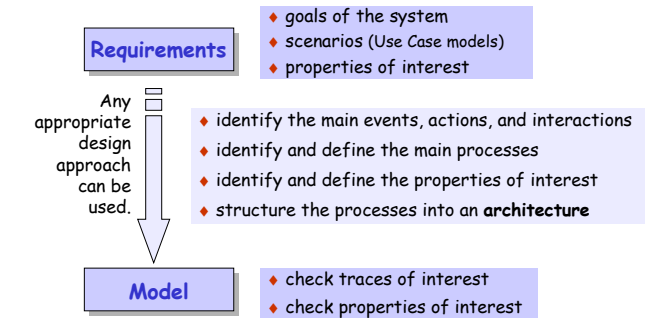 Requirements
♦ goals of the system
♦ scenarios (Use Case models)
♦ properties of interest
Any
appropriate
design
approach
can be
used.
♦ identify the main events, actions, and interactions
♦ identify and define the main processes
♦ identify and define the properties of interest
♦ structure the processes into an architecture
Model
♦ check traces of interest
♦ check properties of interest